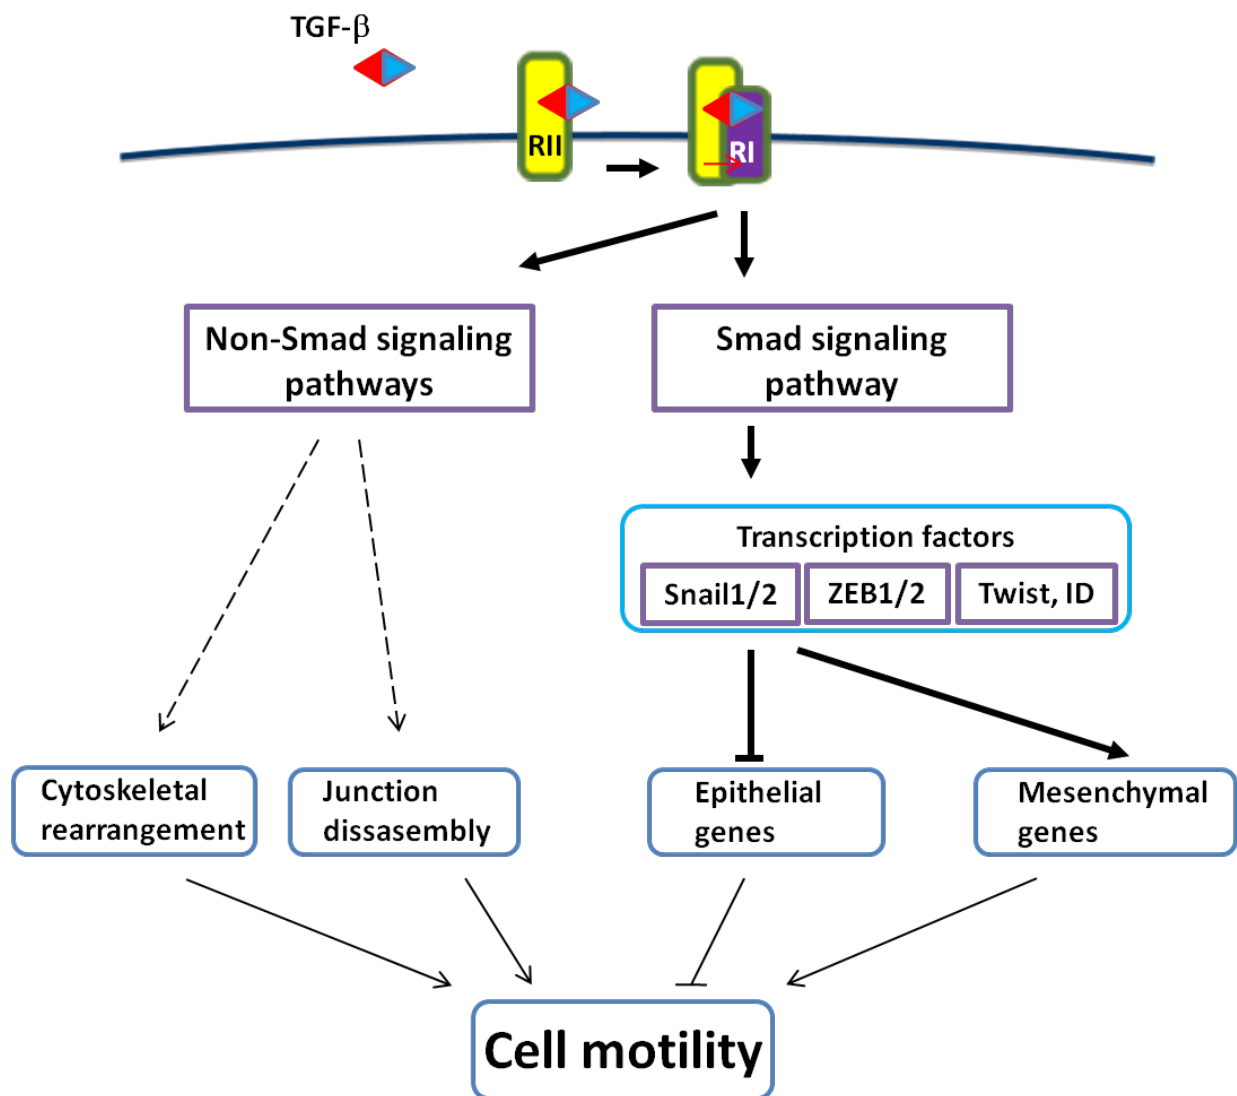 TGF-β
RII
RI
Non-Smad signaling
pathways
Smad signaling
pathway
Transcription factors
Snail1/2
ZEB1/2
Twist, ID
Cytoskeletal
rearrangement
Junction
dissasembly
Epithelial
genes
Mesenchymal
genes
Cell motility